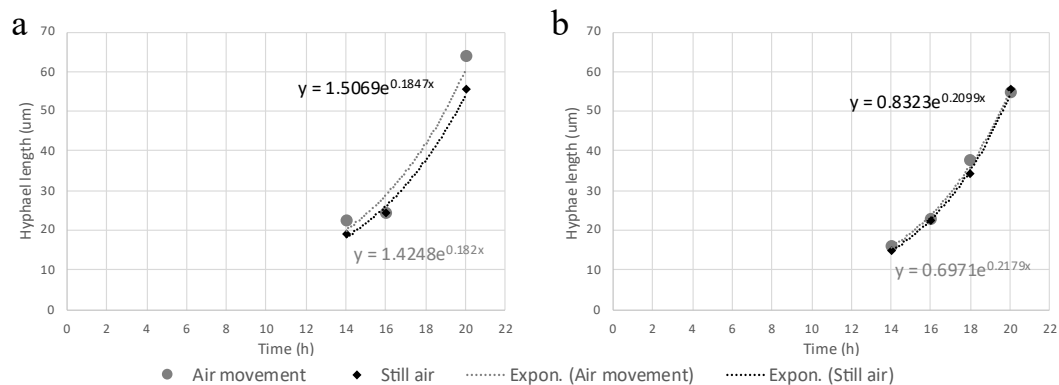 a
b
70
60
50
40
30
20
10
0
Hyphael length (um)
y = 1.5069e^0.1847x
y = 1.4248e^0.182x
0 2 4 6 8 10 12 14 16 18 20 22
Time (h)
70
60
50
40
30
20
10
0
Hyphae length (um)
y = 0.8323e^0.2099x
y = 0.6971e^0.2179x
0 2 4 6 8 10 12 14 16 18 20 22
Time (h)
Air movement Still air Expon. (Air movement) Expon. (Still air)